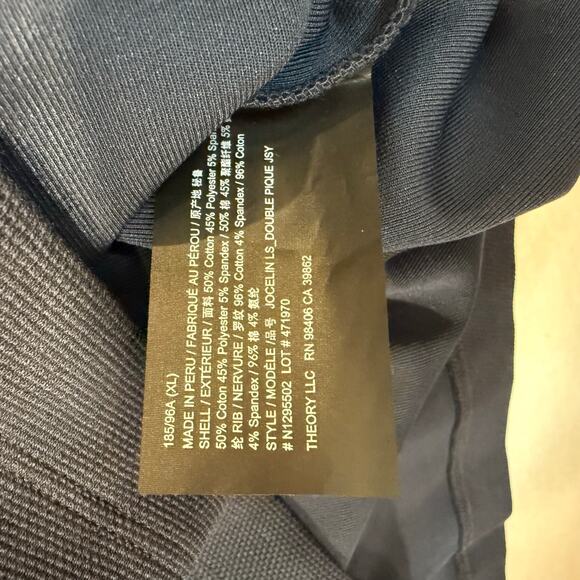 185/96A (XL)
MADE IN PERU / FABRIQUÉ AU PÉROU / 原产地 秘鲁
SHELL / EXTÉRIEUR / 面料 50% Cotton 45% Polyester 5% Span
50% Coton 45% Polyester 5% Spandex / 50% 棉 45% 聚酯纤维 5%
纶 RIB / NERVURE / 罗纹 96% Cotton 4% Spandex / 96% Coton
4% Spandex / 96% 棉 4% 氨纶
STYLE / MODÈLE / 品号 JOCELIN LS_DOUBLE PIQUE JSY
# N1295502 LOT # 471970
THEORY LLC RN 98406 CA 39862